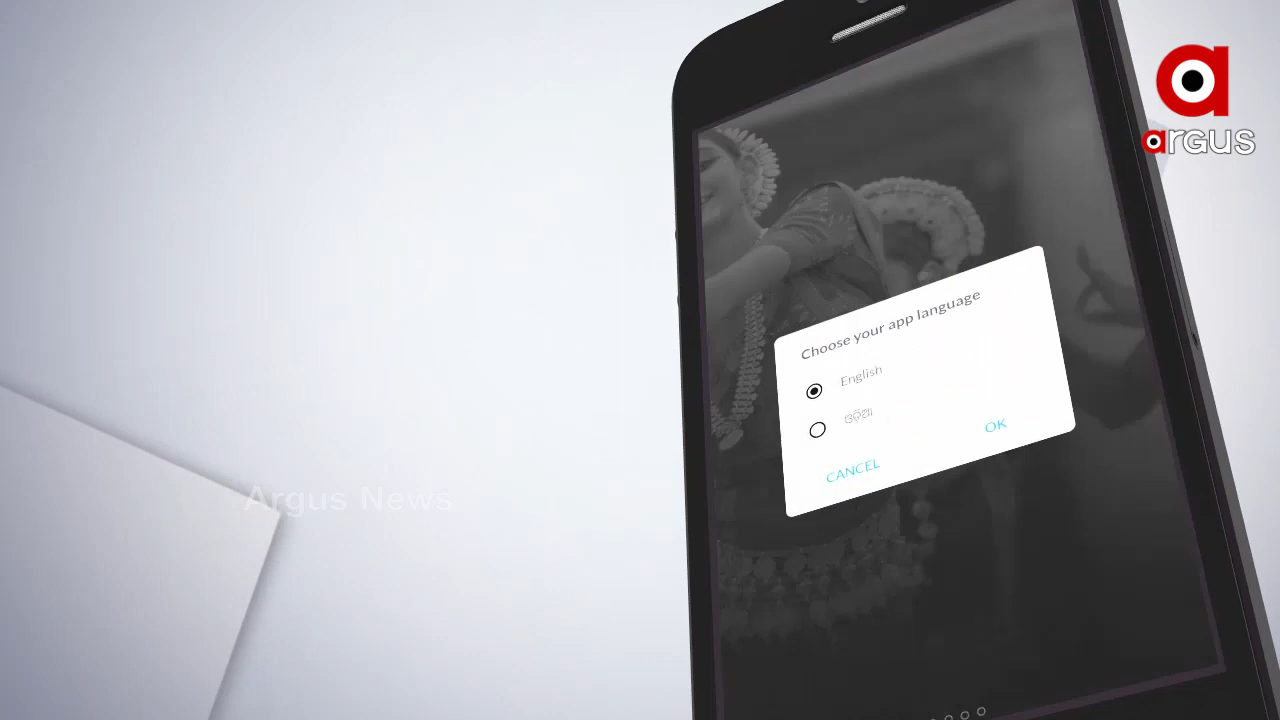 argus
Choose your app language
English
ଓଡ଼ିଆ
OK
CANCEL
Argus News